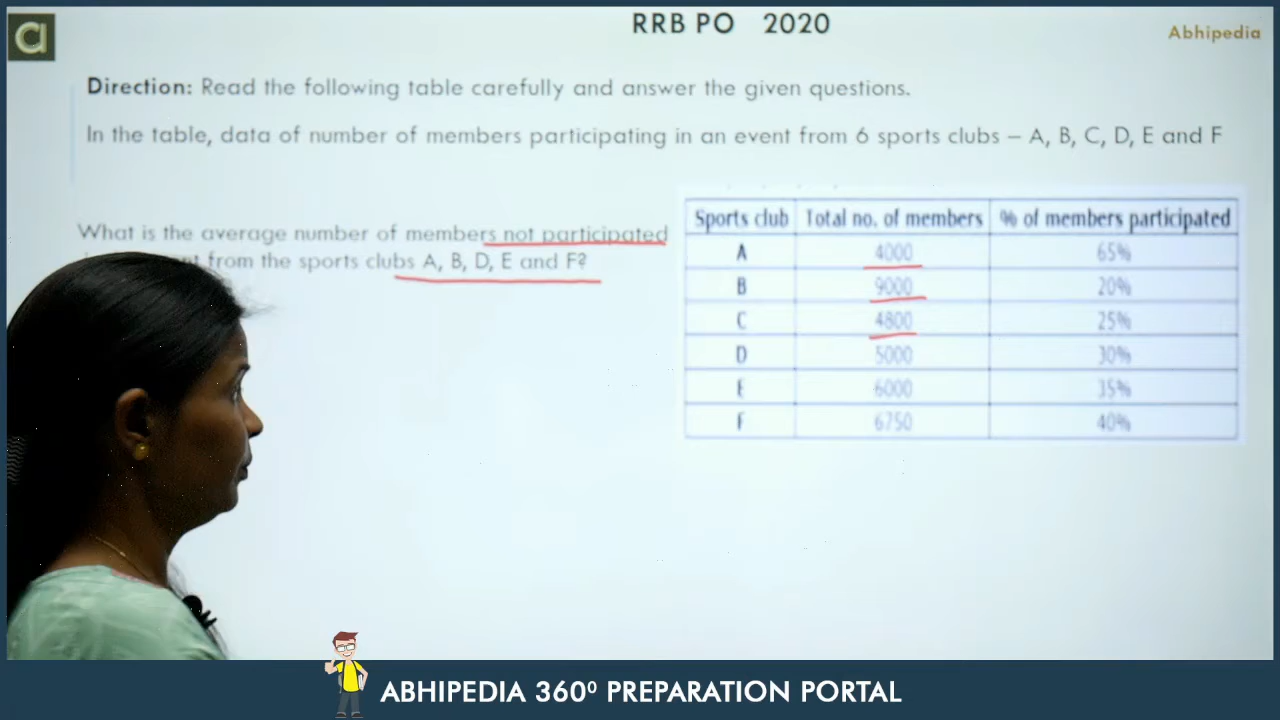 RRB PO 2020
Abhipedia
Direction: Read the following table carefully and answer the given questions.
In the table, data of number of members participating in an event from 6 sports clubs – A, B, C, D, E and F
What is the average number of members not participated
from the sports clubs A, B, D, E and F?
Sports club Total no. of members % of members participated
A 4000 65%
B 9000 20%
C 4800 25%
D 5000 30%
E 6000 35%
F 6750 40%
ABHIPEDIA 360⁰ PREPARATION PORTAL